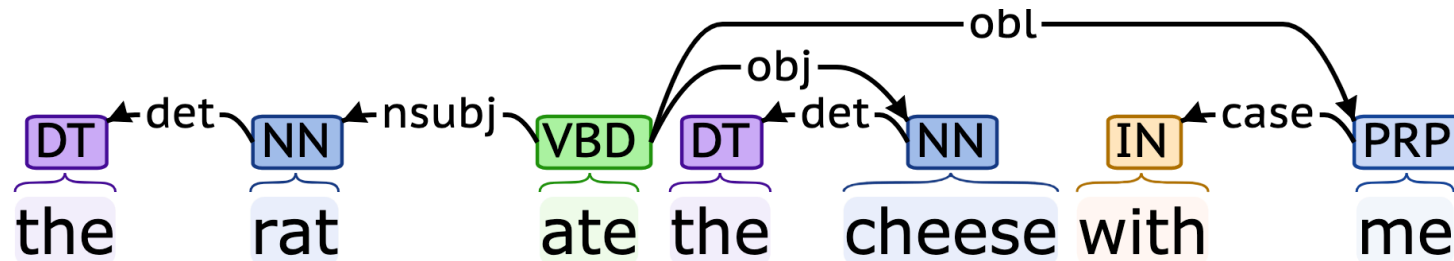 obl
obj
det nsubj det case
DT NN VBD DT NN IN PRP
the rat ate the cheese with me